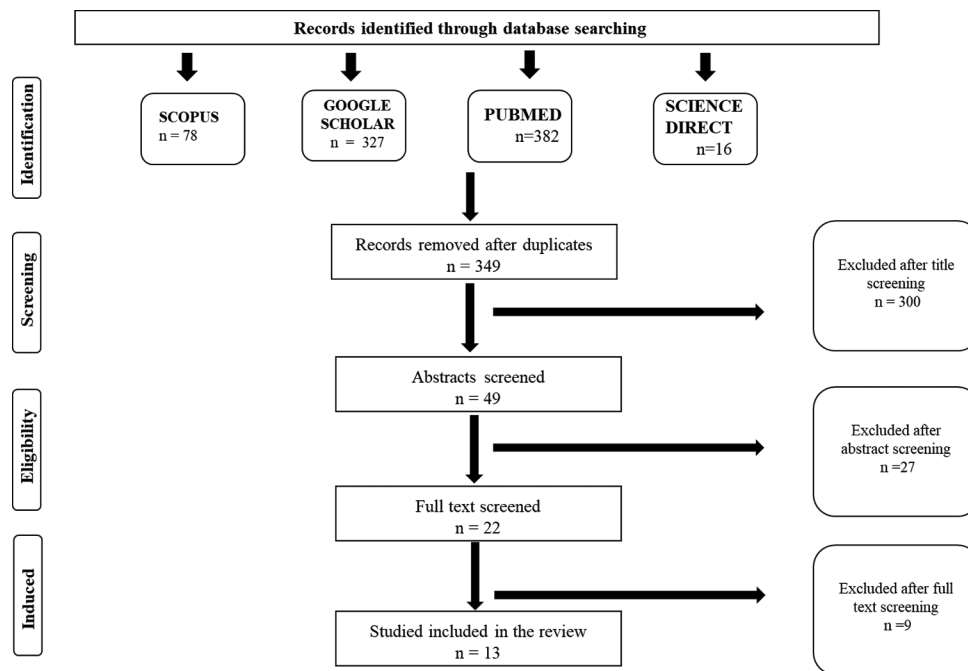 Records identified through database searching
Identification
SCOPUS
n = 78
GOOGLE
SCHOLAR
n = 327
PUBMED
n=382
SCIENCE
DIRECT
n=16
Screening
Records removed after duplicates
n = 349
Excluded after title
screening
n = 300
Abstracts screened
n = 49
Eligibility
Excluded after
abstract screening
n =27
Full text screened
n = 22
Induced
Excluded after full
text screening
n =9
Studied included in the review
n = 13